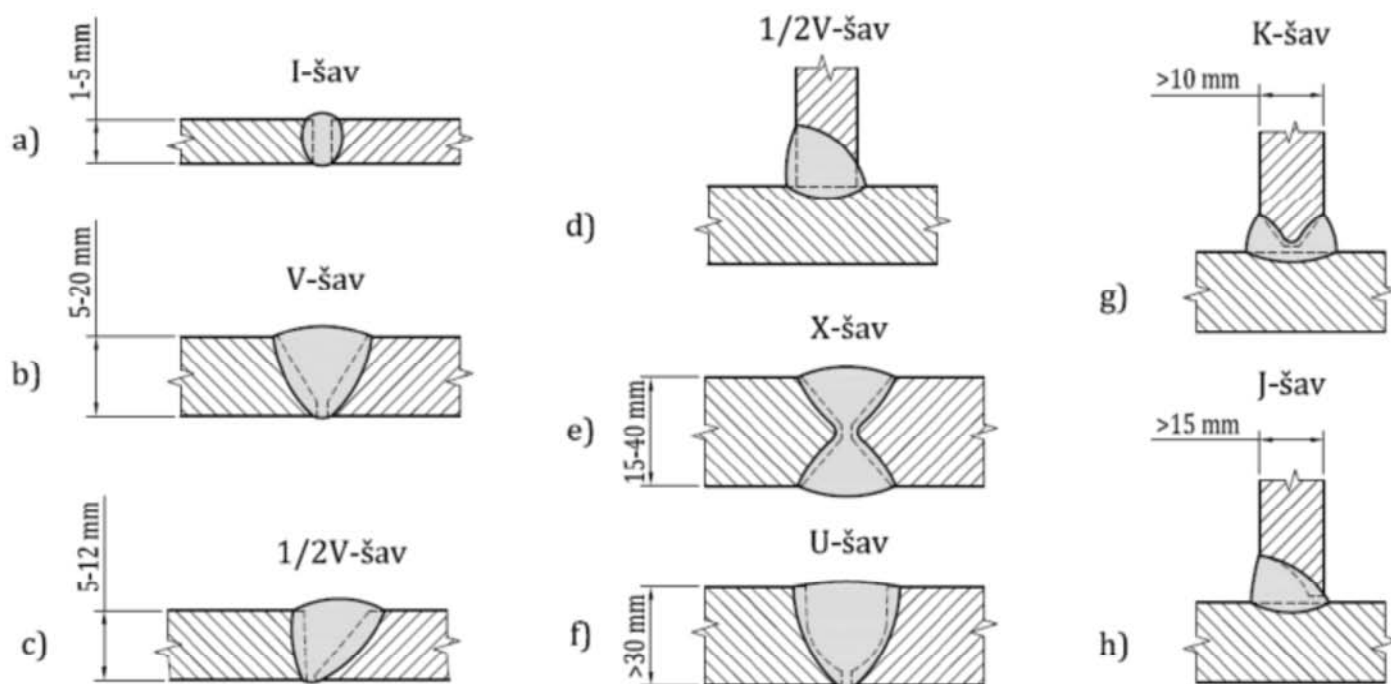 I-šav
1-5 mm
a)
V-šav
5-20 mm
b)
1/2V-šav
5-12 mm
c)
1/2V-šav
d)
X-šav
15-40 mm
e)
U-šav
>30 mm
f)
K-šav
>10 mm
g)
J-šav
>15 mm
h)